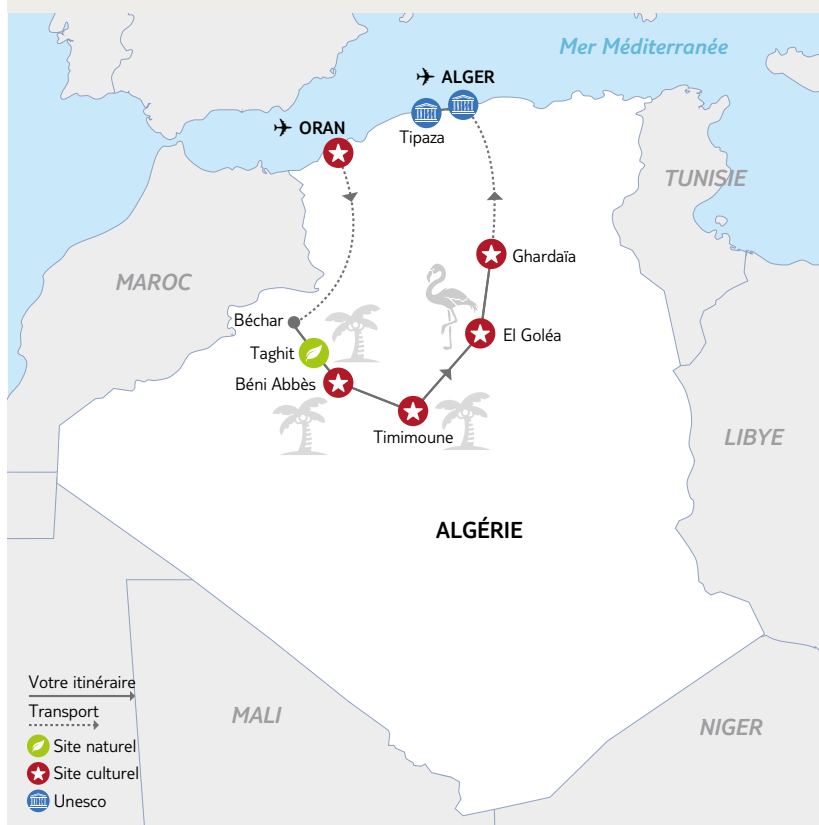 Mer Méditerranée
ALGER
ORAN
Tipaza
TUNISIE
Ghardaïa
MAROC
Béchar
El Goléa
Taghit
Béni Abbès
Timimoune
LIBYE
ALGÉRIE
Votre itinéraire
Transport
MALI
NIGER
Site naturel
Site culturel
Unesco